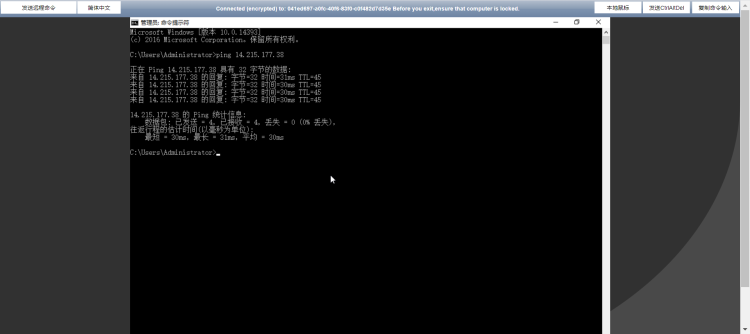 发送远程命令
简体中文
Connected (encrypted) to: Before you exit,ensure that computer is locked.
本地鼠标
发送CtrlAltDel
复制命令输入
管理员: 命令提示符
Microsoft Windows [版本 10.0.14393]
(c) 2016 Microsoft Corporation。保留所有权利。
C:\Users\Administrator>ping 14.215.177.38
正在 Ping 14.215.177.38 具有 32 字节的数据:
来自 14.215.177.38 的回复: 字节=32 时间=31ms TTL=45
来自 14.215.177.38 的回复: 字节=32 时间=30ms TTL=45
来自 14.215.177.38 的回复: 字节=32 时间=30ms TTL=45
来自 14.215.177.38 的回复: 字节=32 时间=30ms TTL=45
14.215.177.38 的 Ping 统计信息:
数据包: 已发送 = 4，已接收 = 4，丢失 = 0 (0% 丢失)，
往返行程的估计时间(以毫秒为单位):
最短 = 30ms，最长 = 31ms，平均 = 30ms
C:\Users\Administrator>